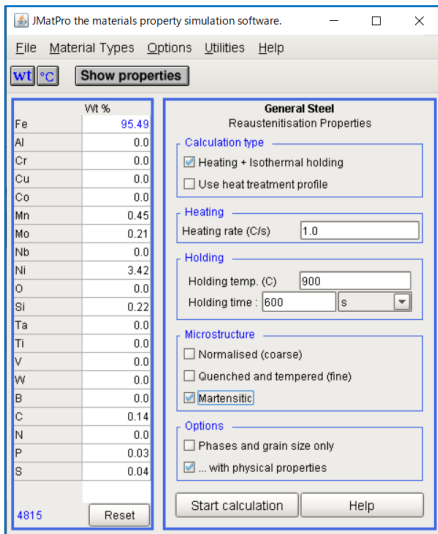 JMatPro the materials property simulation software.
File Material Types Options Utilities Help
wt °C Show properties
Wt %
Fe 95.49
Al 0.0
Cr 0.0
Cu 0.0
Co 0.0
Mn 0.45
Mo 0.21
Nb 0.0
Ni 3.42
O 0.0
Si 0.22
Ta 0.0
Ti 0.0
V 0.0
W 0.0
B 0.0
C 0.14
N 0.0
P 0.03
S 0.04
4815 Reset
General Steel
Reaustenitisation Properties
Calculation type
Heating + Isothermal holding
Use heat treatment profile
Heating
Heating rate (C/s) 1.0
Holding
Holding temp. (C) 900
Holding time : 600 s
Microstructure
Normalised (coarse)
Quenched and tempered (fine)
Martensitic
Options
Phases and grain size only
... with physical properties
Start calculation Help